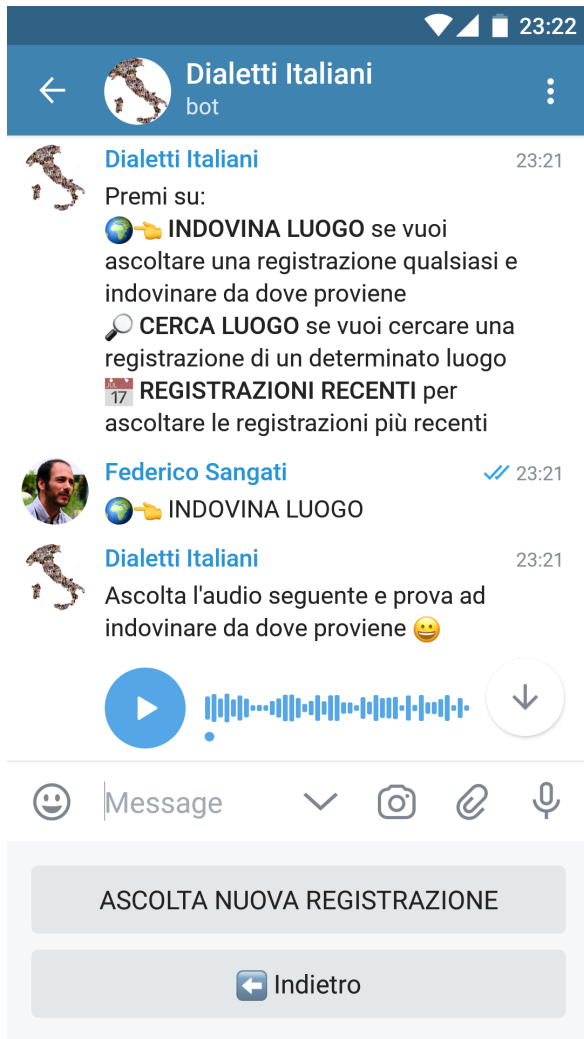 23:22
Dialetti Italiani
bot
Dialetti Italiani 23:21
Premi su:
🌍👈 INDOVINA LUOGO se vuoi
ascoltare una registrazione qualsiasi e
indovinare da dove proviene
🔎 CERCA LUOGO se vuoi cercare una
registrazione di un determinato luogo
📅 REGISTRAZIONI RECENTI per
ascoltare le registrazioni più recenti
Federico Sangati 23:21
🌍👈 INDOVINA LUOGO
Dialetti Italiani 23:21
Ascolta l'audio seguente e prova ad
indovinare da dove proviene 😀
Message
ASCOLTA NUOVA REGISTRAZIONE
⬅️ Indietro